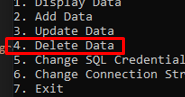 1. Display Data
2. Add Data
3. Update Data
4. Delete Data
5. Change SQL Credential
6. Change Connection Str
7. Exit